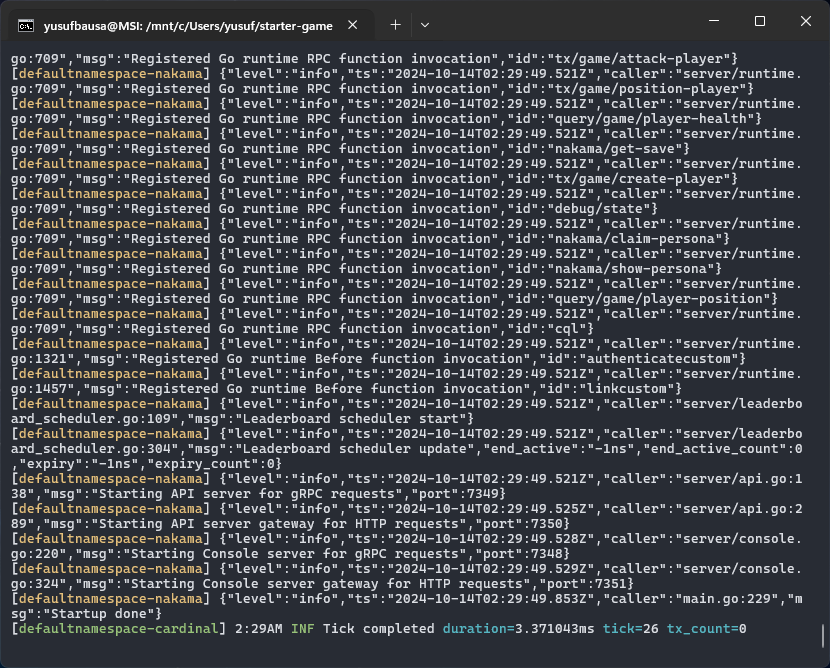 yusufbausa@MSI: /mnt/c/Users/yusuf/starter-game
go:709","msg":"Registered Go runtime RPC function invocation","id":"tx/game/attack-player"}
[defaultnamespace-nakama] {"level":"info","ts":"2024-10-14T02:29:49.521Z","caller":"server/runtime.
go:709","msg":"Registered Go runtime RPC function invocation","id":"tx/game/position-player"}
[defaultnamespace-nakama] {"level":"info","ts":"2024-10-14T02:29:49.521Z","caller":"server/runtime.
go:709","msg":"Registered Go runtime RPC function invocation","id":"query/game/player-health"}
[defaultnamespace-nakama] {"level":"info","ts":"2024-10-14T02:29:49.521Z","caller":"server/runtime.
go:709","msg":"Registered Go runtime RPC function invocation","id":"nakama/get-save"}
[defaultnamespace-nakama] {"level":"info","ts":"2024-10-14T02:29:49.521Z","caller":"server/runtime.
go:709","msg":"Registered Go runtime RPC function invocation","id":"tx/game/create-player"}
[defaultnamespace-nakama] {"level":"info","ts":"2024-10-14T02:29:49.521Z","caller":"server/runtime.
go:709","msg":"Registered Go runtime RPC function invocation","id":"debug/state"}
[defaultnamespace-nakama] {"level":"info","ts":"2024-10-14T02:29:49.521Z","caller":"server/runtime.
go:709","msg":"Registered Go runtime RPC function invocation","id":"nakama/claim-persona"}
[defaultnamespace-nakama] {"level":"info","ts":"2024-10-14T02:29:49.521Z","caller":"server/runtime.
go:709","msg":"Registered Go runtime RPC function invocation","id":"nakama/show-persona"}
[defaultnamespace-nakama] {"level":"info","ts":"2024-10-14T02:29:49.521Z","caller":"server/runtime.
go:709","msg":"Registered Go runtime RPC function invocation","id":"query/game/player-position"}
[defaultnamespace-nakama] {"level":"info","ts":"2024-10-14T02:29:49.521Z","caller":"server/runtime.
go:709","msg":"Registered Go runtime RPC function invocation","id":"cql"}
[defaultnamespace-nakama] {"level":"info","ts":"2024-10-14T02:29:49.521Z","caller":"server/runtime.
go:1321","msg":"Registered Go runtime Before function invocation","id":"authenticatecustom"}
[defaultnamespace-nakama] {"level":"info","ts":"2024-10-14T02:29:49.521Z","caller":"server/runtime.
go:1457","msg":"Registered Go runtime Before function invocation","id":"linkcustom"}
[defaultnamespace-nakama] {"level":"info","ts":"2024-10-14T02:29:49.521Z","caller":"server/leaderbo
ard_scheduler.go:109","msg":"Leaderboard scheduler start"}
[defaultnamespace-nakama] {"level":"info","ts":"2024-10-14T02:29:49.521Z","caller":"server/leaderbo
ard_scheduler.go:304","msg":"Leaderboard scheduler update","end_active":"-1ns","end_active_count":0
,"expiry":"-1ns","expiry_count":0}
[defaultnamespace-nakama] {"level":"info","ts":"2024-10-14T02:29:49.521Z","caller":"server/api.go:1
38","msg":"Starting API server for gRPC requests","port":7349}
[defaultnamespace-nakama] {"level":"info","ts":"2024-10-14T02:29:49.525Z","caller":"server/api.go:2
89","msg":"Starting API server gateway for HTTP requests","port":7350}
[defaultnamespace-nakama] {"level":"info","ts":"2024-10-14T02:29:49.528Z","caller":"server/console.
go:220","msg":"Starting Console server for gRPC requests","port":7348}
[defaultnamespace-nakama] {"level":"info","ts":"2024-10-14T02:29:49.529Z","caller":"server/console.
go:324","msg":"Starting Console server gateway for HTTP requests","port":7351}
[defaultnamespace-nakama] {"level":"info","ts":"2024-10-14T02:29:49.853Z","caller":"main.go:229","m
sg":"Startup done"}
[defaultnamespace-cardinal] 2:29AM INF Tick completed duration=3.371043ms tick=26 tx_count=0